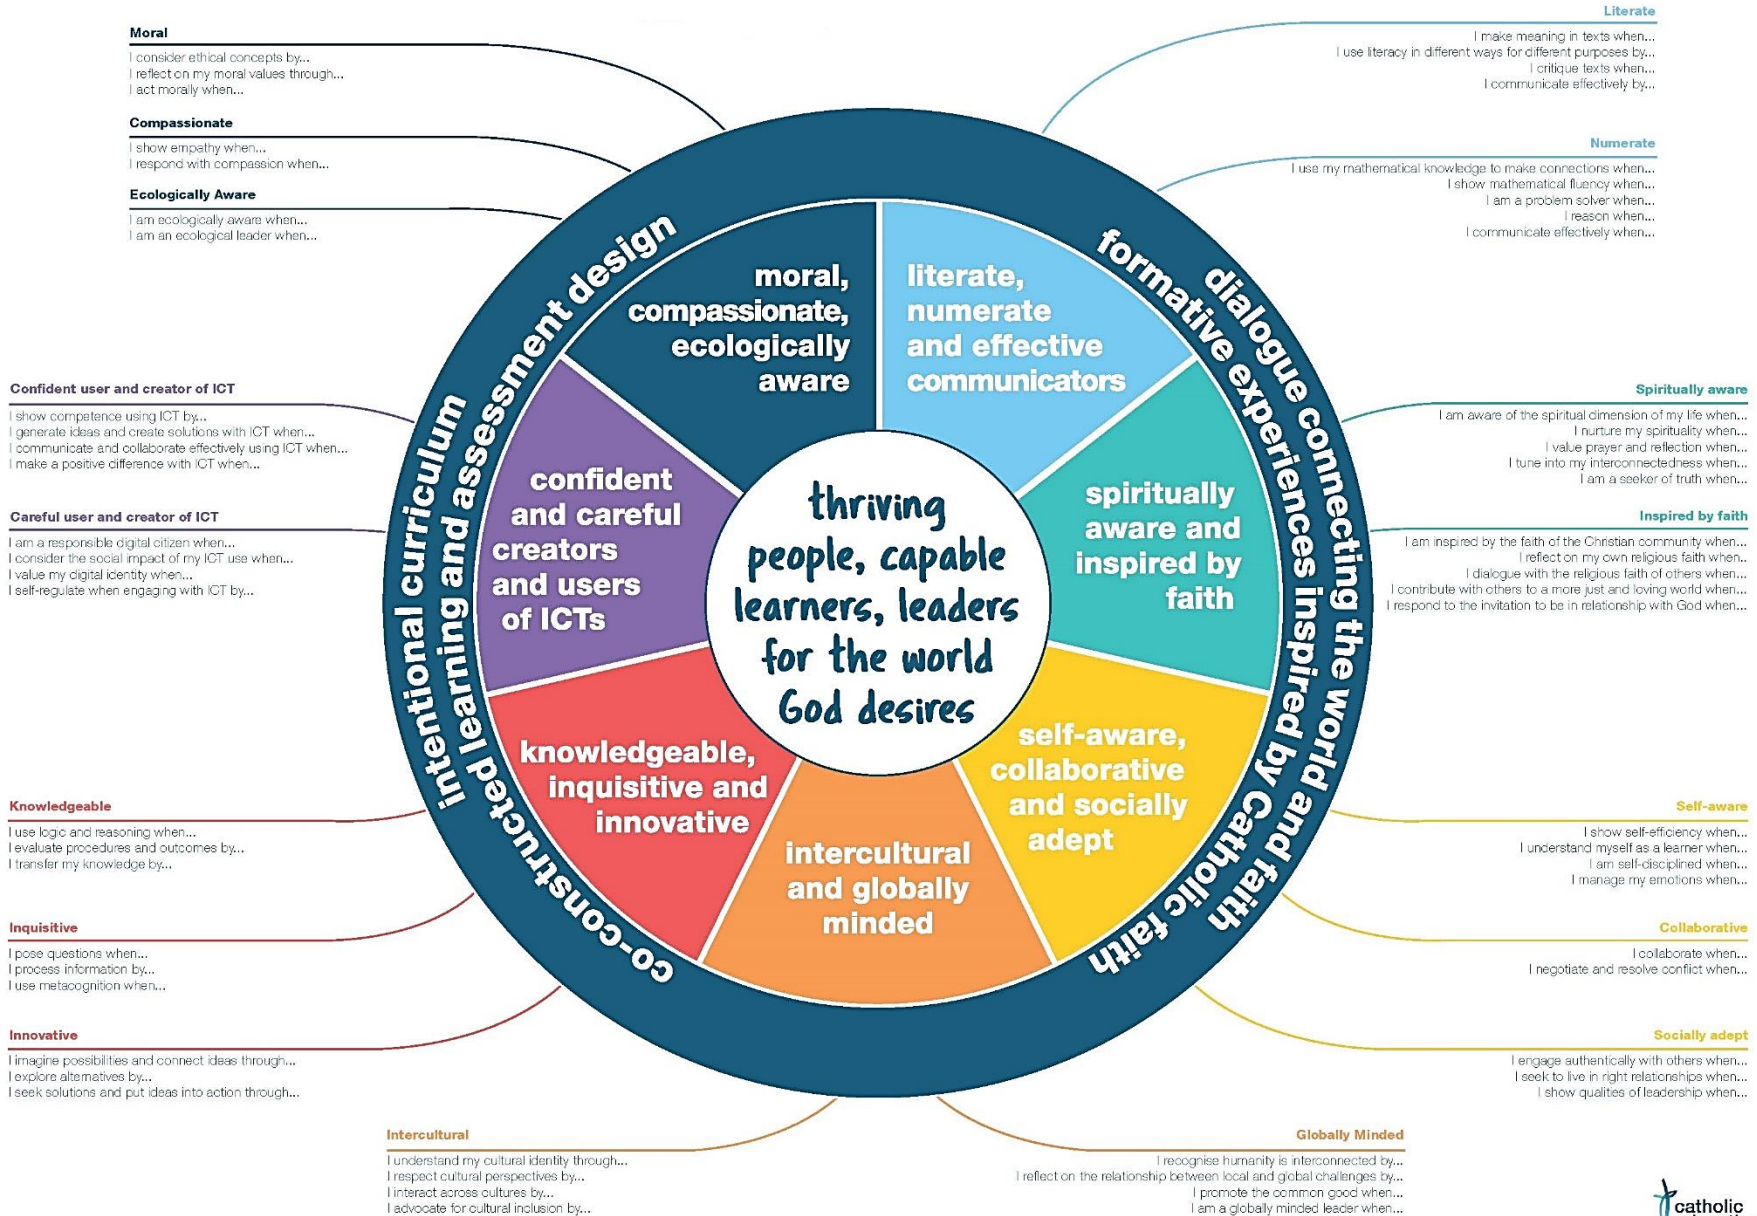 Moral
I consider ethical concepts by...
I reflect on my moral values through...
I act morally when...
Compassionate
I show empathy when...
I respond with compassion when...
Ecologically Aware
I am ecologically aware when...
I am an ecological leader when...
Literate
I make meaning in texts when...
I use literacy in different ways for different purposes by...
I critique texts when...
I communicate effectively by...
Numerate
I use my mathematical knowledge to make connections when...
I show mathematical fluency when...
I am a problem solver when...
I reason when...
I communicate effectively when...
Confident user and creator of ICT
I show competence using ICT by...
I generate ideas and create solutions with ICT when...
I communicate and collaborate effectively using ICT when...
I make a positive difference with ICT when...
Careful user and creator of ICT
I am a responsible digital citizen when...
I consider the social impact of my ICT use when...
I value my digital identity when...
I self-regulate when engaging with ICT by...
intentional curriculum
co-constructed learning and assessment design
dialogue connecting the world and faith
formative experiences inspired by Catholic faith
moral,
compassionate,
ecologically
aware
literate,
numerate
and effective
communicators
confident
and careful
creators
and users
of ICTs
thriving
people, capable
learners, leaders
for the world
God desires
spiritually
aware and
inspired by
faith
knowledgeable,
inquisitive and
innovative
intercultural
and globally
minded
self-aware,
collaborative
and socially
adept
Spiritually aware
I am aware of the spiritual dimension of my life when...
I nurture my spirituality when...
I value prayer and reflection when...
I tune into my interconnectedness when...
I am a seeker of truth when...
Inspired by faith
I am inspired by the faith of the Christian community when...
I reflect on my own religious faith when..
I dialogue with the religious faith of others when...
I contribute with others to a more just and loving world when...
I respond to the invitation to be in relationship with God when...
Knowledgeable
I use logic and reasoning when...
I evaluate procedures and outcomes by...
I transfer my knowledge by...
Inquisitive
I pose questions when...
I process information by...
I use metacognition when...
Innovative
I imagine possibilities and connect ideas through...
I explore alternatives by...
I seek solutions and put ideas into action through...
Self-aware
I show self-efficiency when...
I understand myself as a learner when...
I am self-disciplined when...
I manage my emotions when...
Collaborative
I collaborate when...
I negotiate and resolve conflict when...
Socially adept
I engage authentically with others when...
I seek to live in right relationships when...
I show qualities of leadership when...
Intercultural
I understand my cultural identity through...
I respect cultural perspectives by...
I interact across cultures by...
I advocate for cultural inclusion by...
Globally Minded
I recognise humanity is interconnected by...
I reflect on the relationship between local and global challenges by...
I promote the common good when...
I am a globally minded leader when...
catholic